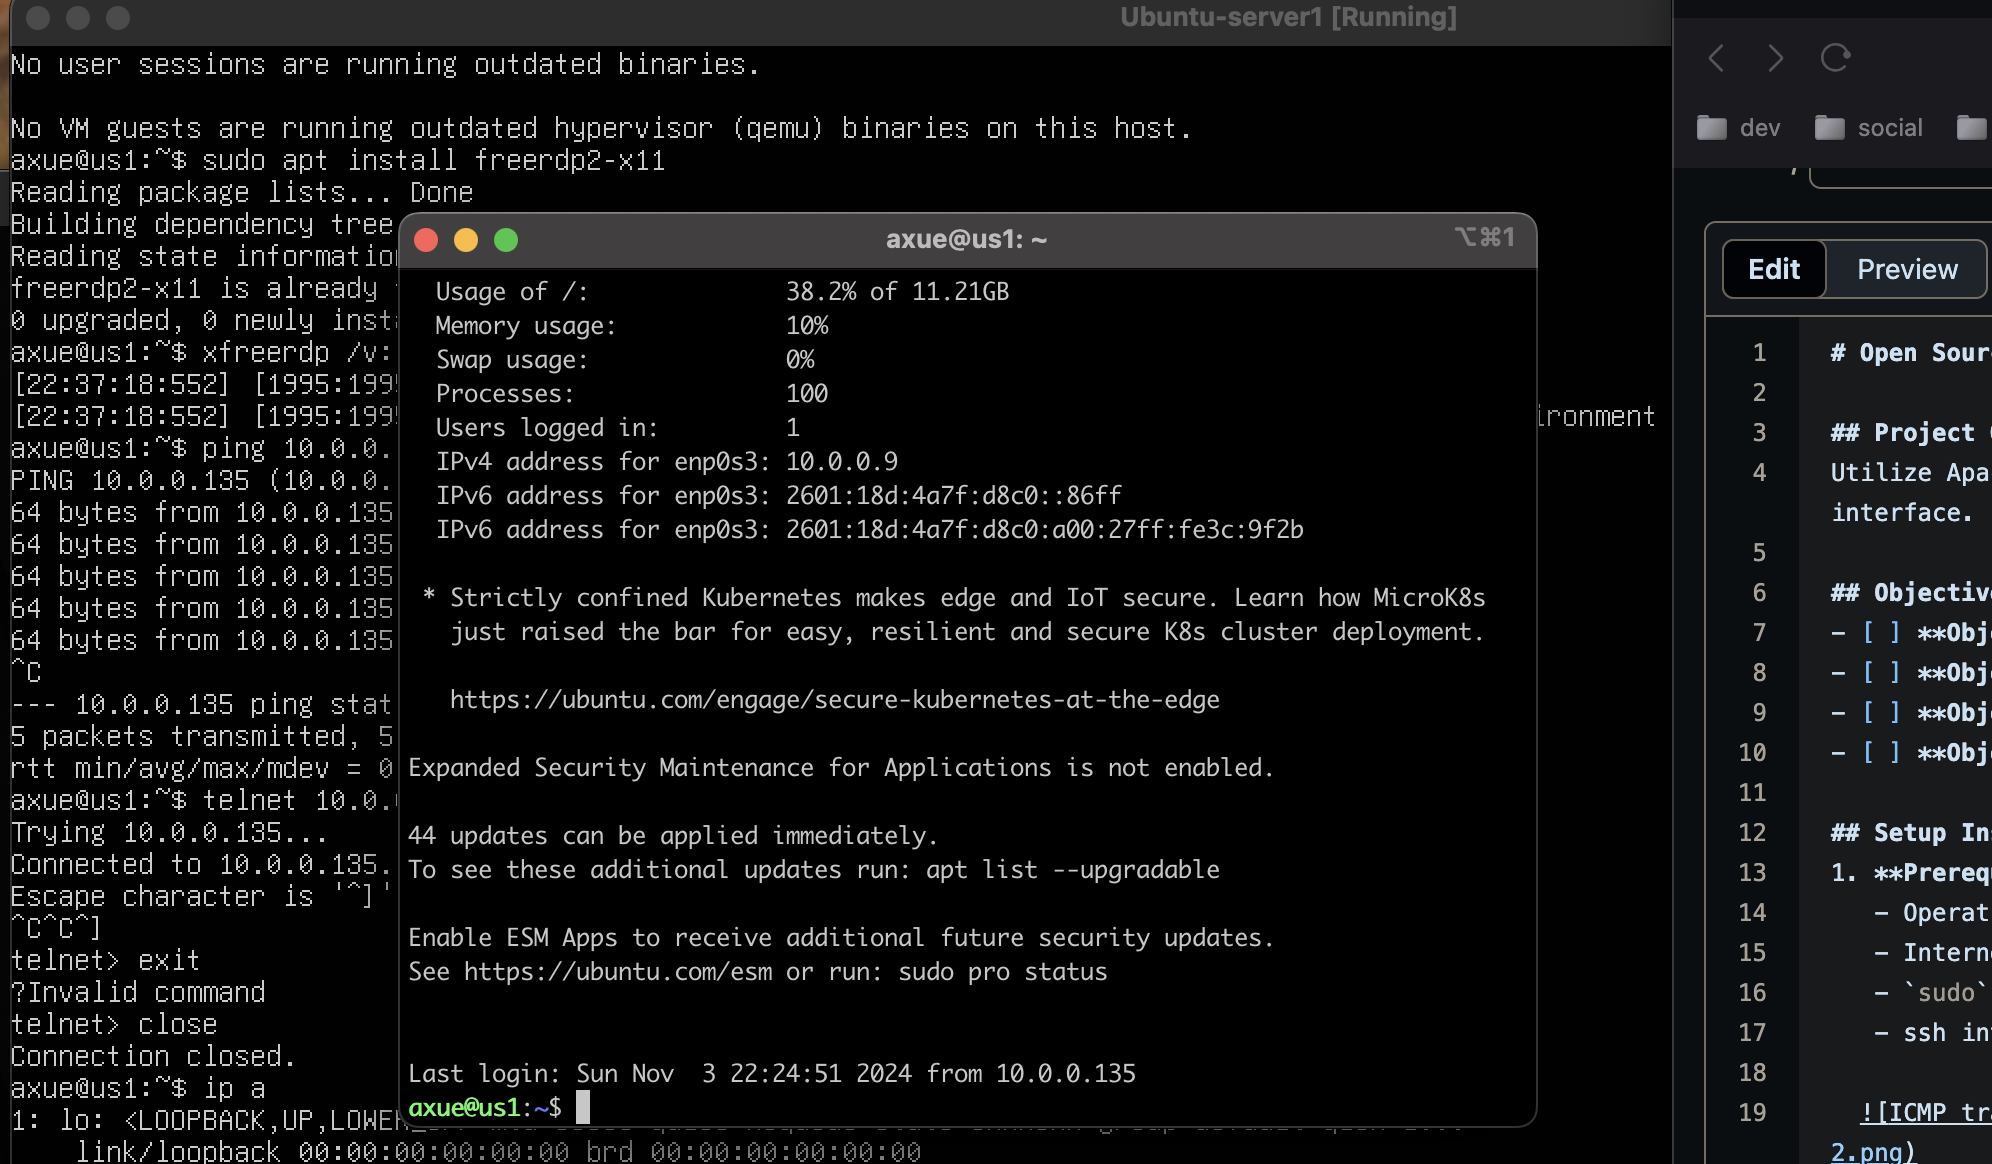 Ubuntu-server1 [Running]
No user sessions are running outdated binaries.
No VM guests are running outdated hypervisor (qemu) binaries on this host.
axue@us1:~$ sudo apt install freerdp2-x11
Reading package lists... Done
Building dependency tree
Reading state information
freerdp2-x11 is already
0 upgraded, 0 newly inst
axue@us1:~$ xfreerdp /v:
[22:37:18:552] [1995:199
[22:37:18:552] [1995:199
ironment
axue@us1:~$ ping 10.0.0.
PING 10.0.0.135 (10.0.0.
64 bytes from 10.0.0.135
64 bytes from 10.0.0.135
64 bytes from 10.0.0.135
64 bytes from 10.0.0.135
64 bytes from 10.0.0.135
^C
--- 10.0.0.135 ping stat
5 packets transmitted, 5
rtt min/avg/max/mdev = 0
axue@us1:~$ telnet 10.0.
Trying 10.0.0.135...
Connected to 10.0.0.135.
Escape character is '^]'
^C^C^]
telnet> exit
?Invalid command
telnet> close
Connection closed.
axue@us1:~$ ip a
1: lo: <LOOPBACK,UP,LOWER
link/loopback 00:00:00:00:00:00 brd 00:00:00:00:00:00
axue@us1: ~
⌥⌘1
Usage of /: 38.2% of 11.21GB
Memory usage: 10%
Swap usage: 0%
Processes: 100
Users logged in: 1
IPv4 address for enp0s3: 10.0.0.9
IPv6 address for enp0s3: 2601:18d:4a7f:d8c0::86ff
IPv6 address for enp0s3: 2601:18d:4a7f:d8c0:a00:27ff:fe3c:9f2b
* Strictly confined Kubernetes makes edge and IoT secure. Learn how MicroK8s
just raised the bar for easy, resilient and secure K8s cluster deployment.
https://ubuntu.com/engage/secure-kubernetes-at-the-edge
Expanded Security Maintenance for Applications is not enabled.
44 updates can be applied immediately.
To see these additional updates run: apt list --upgradable
Enable ESM Apps to receive additional future security updates.
See https://ubuntu.com/esm or run: sudo pro status
Last login: Sun Nov  3 22:24:51 2024 from 10.0.0.135
axue@us1:~$
dev
social
Edit
Preview
1 # Open Sour
2
3 ## Project
4 Utilize Apa
interface.
5
6 ## Objectiv
7 - [ ] **Obj
8 - [ ] **Obj
9 - [ ] **Obj
10 - [ ] **Obj
11
12 ## Setup In
13 1. **Prereq
14 - Operat
15 - Intern
16 - `sudo`
17 - ssh in
18
19 ![ICMP tr
2.png)